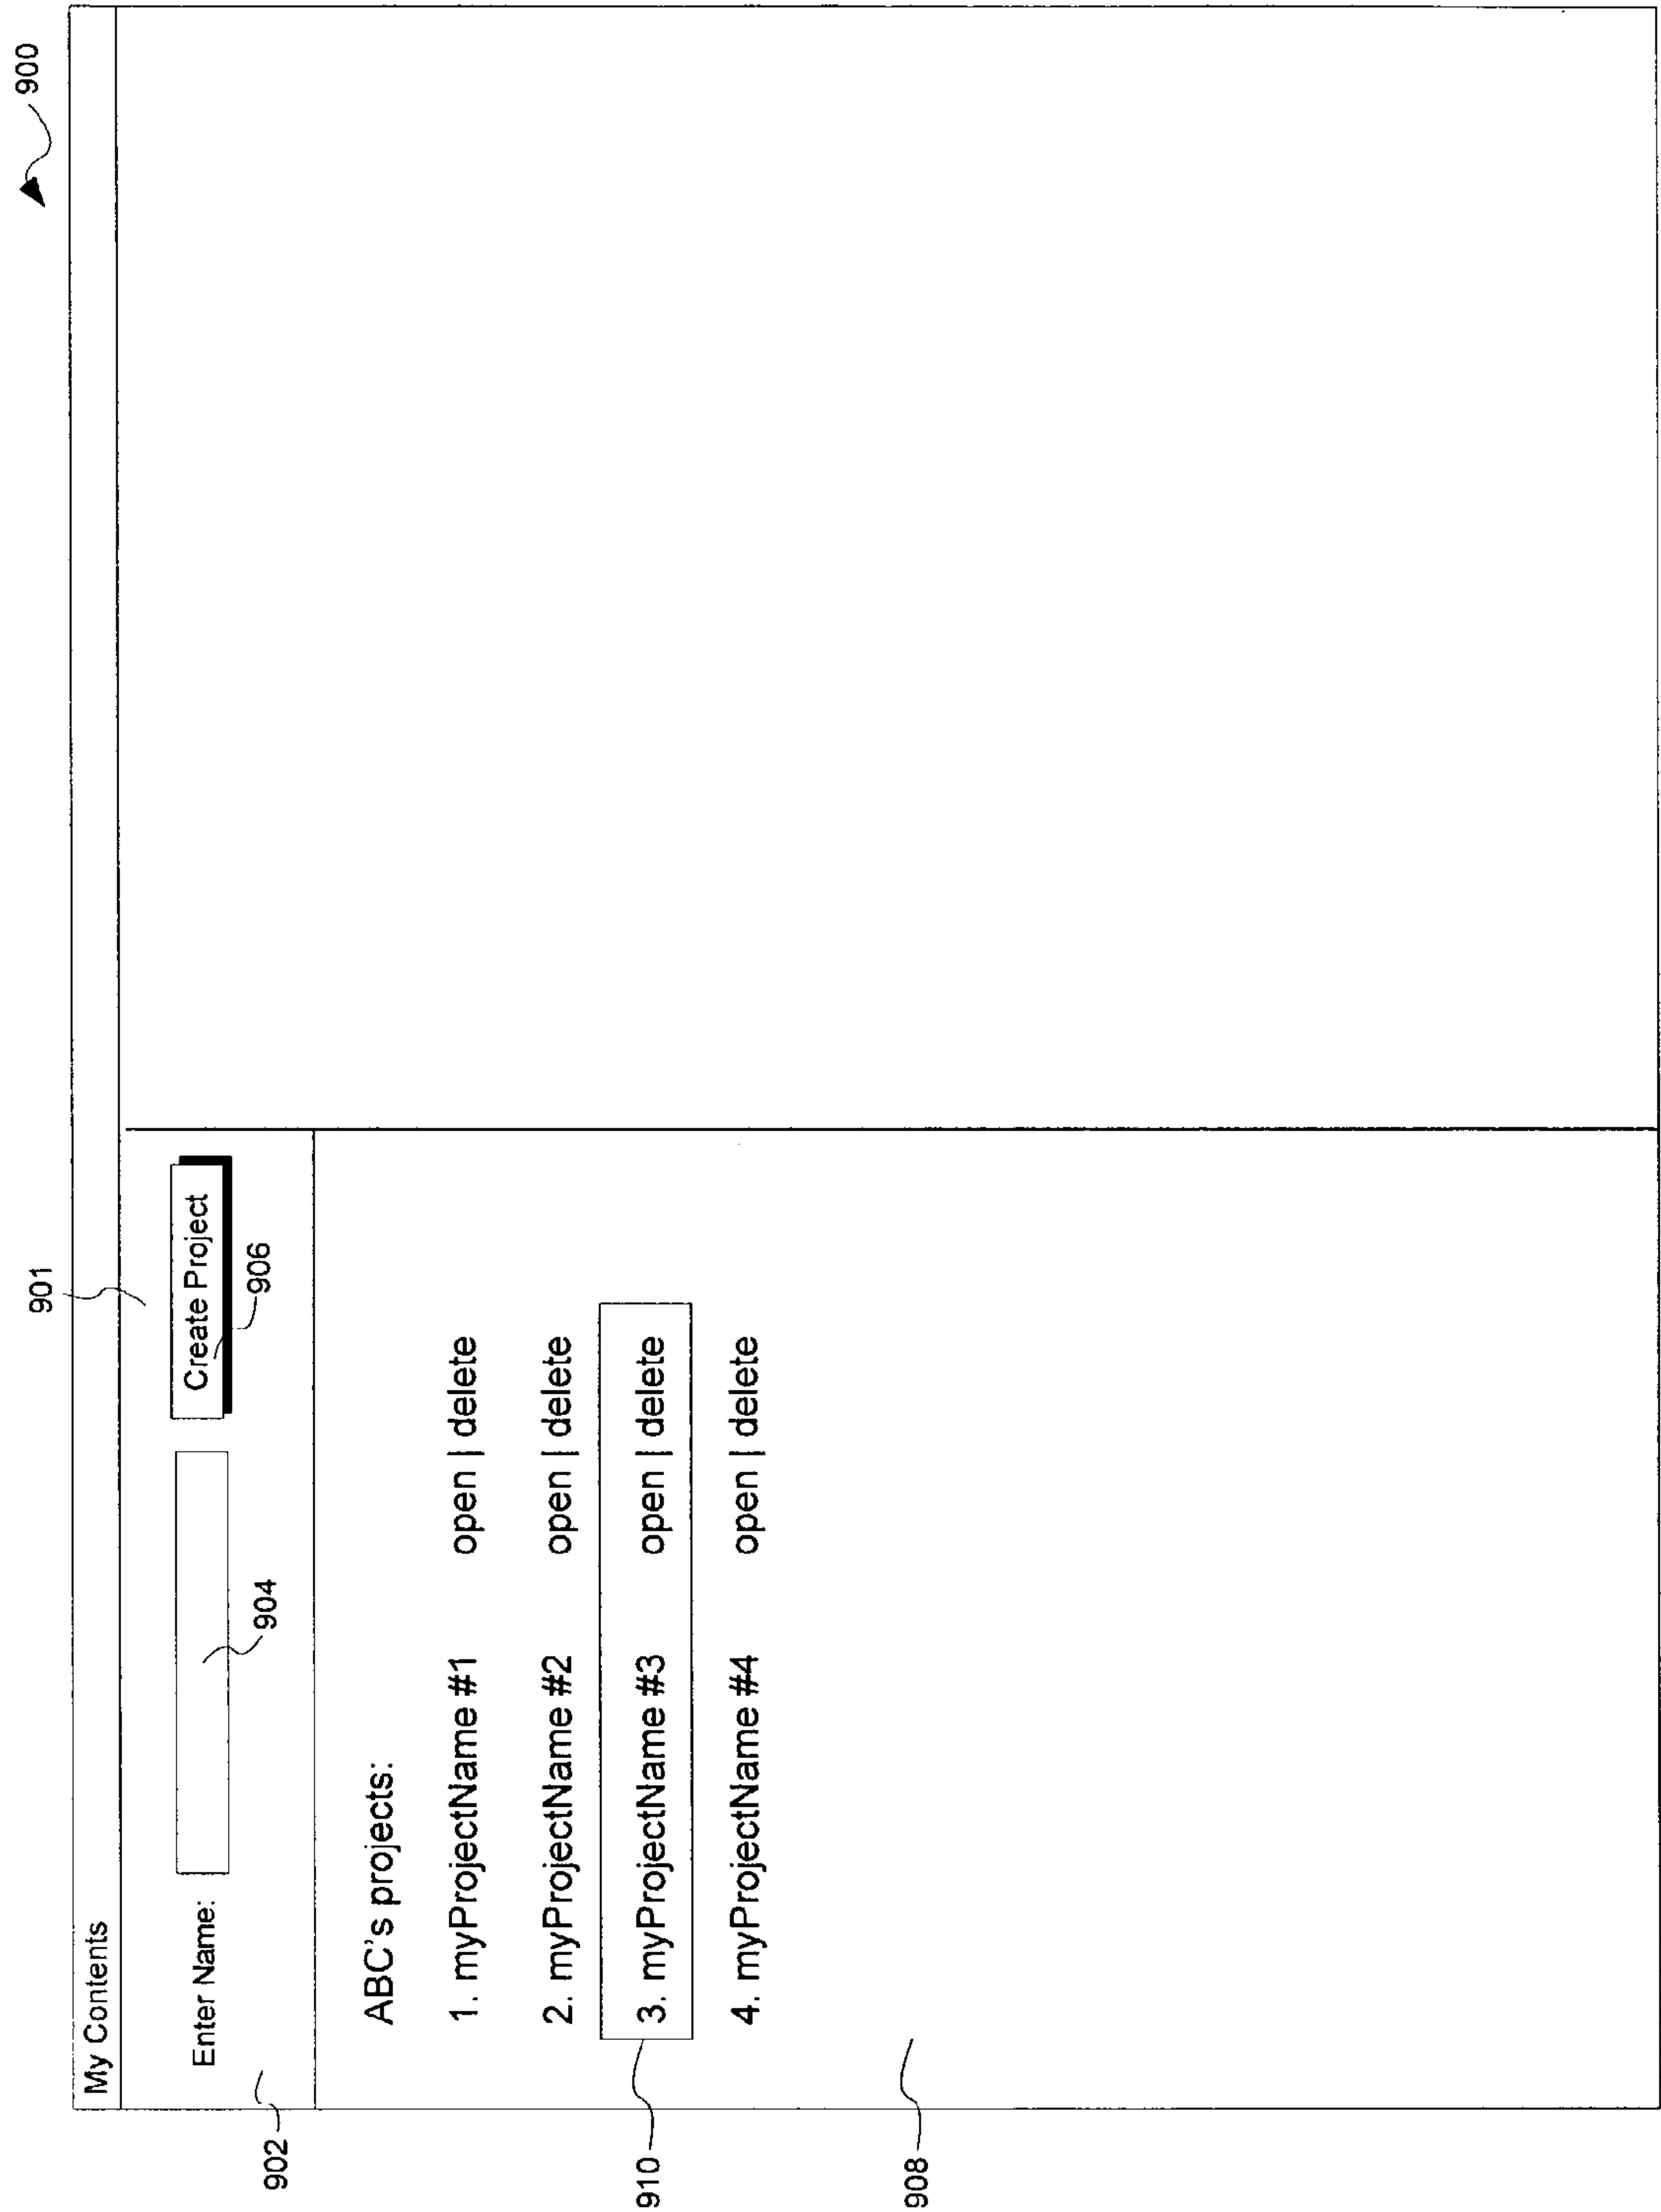 900
My Contents
901
Enter Name:
Create Project
902
904
906
ABC's projects:
1. myProjectName #1 open | delete
2. myProjectName #2 open | delete
910
3. myProjectName #3 open | delete
4. myProjectName #4 open | delete
908